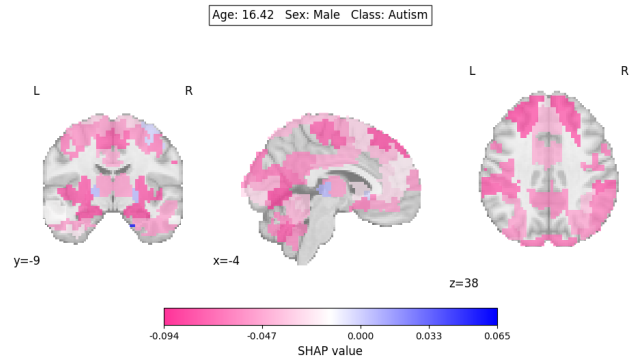 Age: 16.42   Sex: Male   Class: Autism
L R
L R
y=-9
x=-4
z=38
-0.094 -0.047 0.000 0.033 0.065
SHAP value